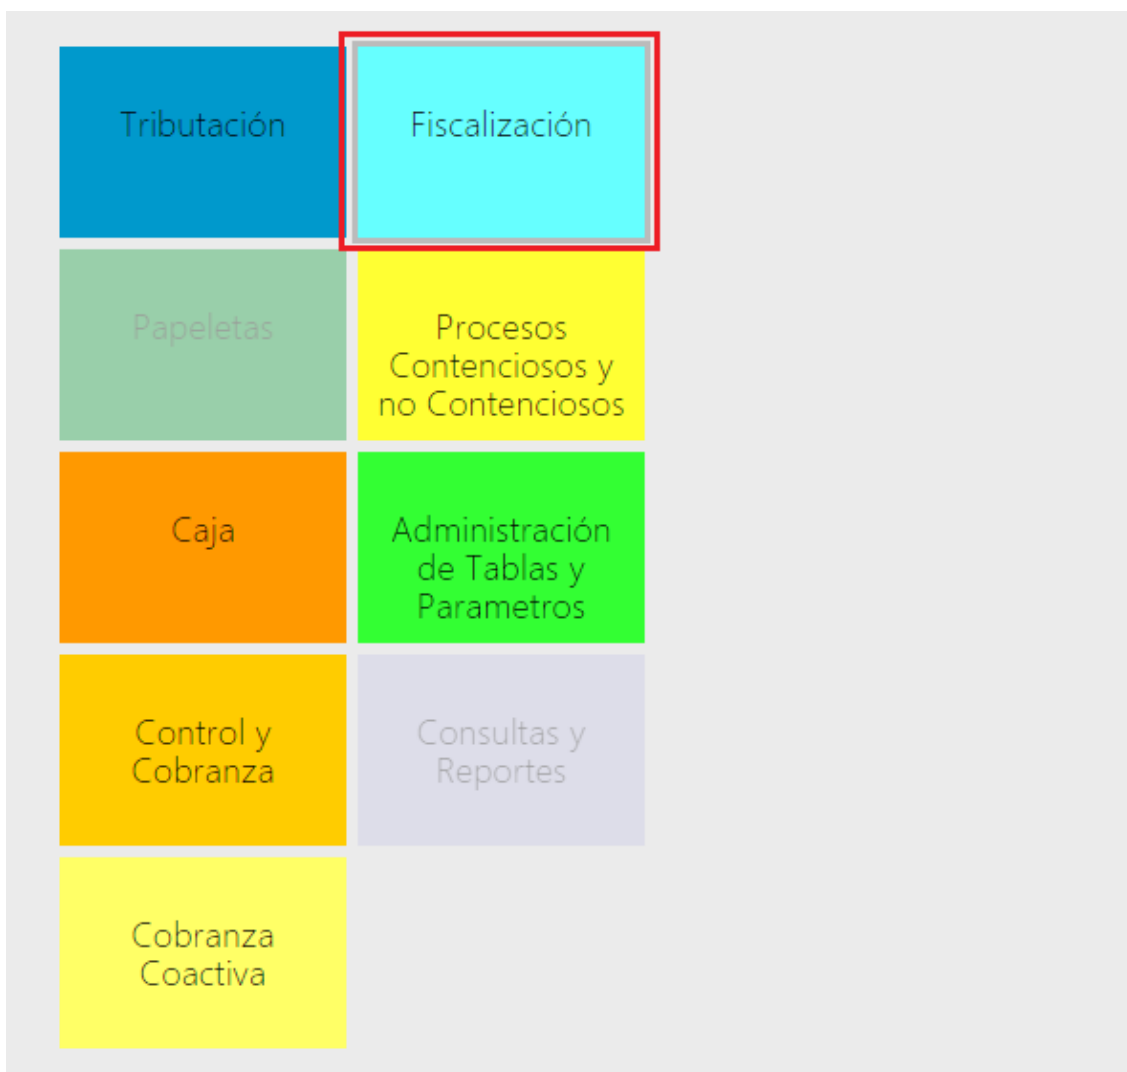 Tributación
Fiscalización
Papeletas
Procesos
Contenciosos y
no Contenciosos
Caja
Administración
de Tablas y
Parametros
Control y
Cobranza
Consultas y
Reportes
Cobranza
Coactiva